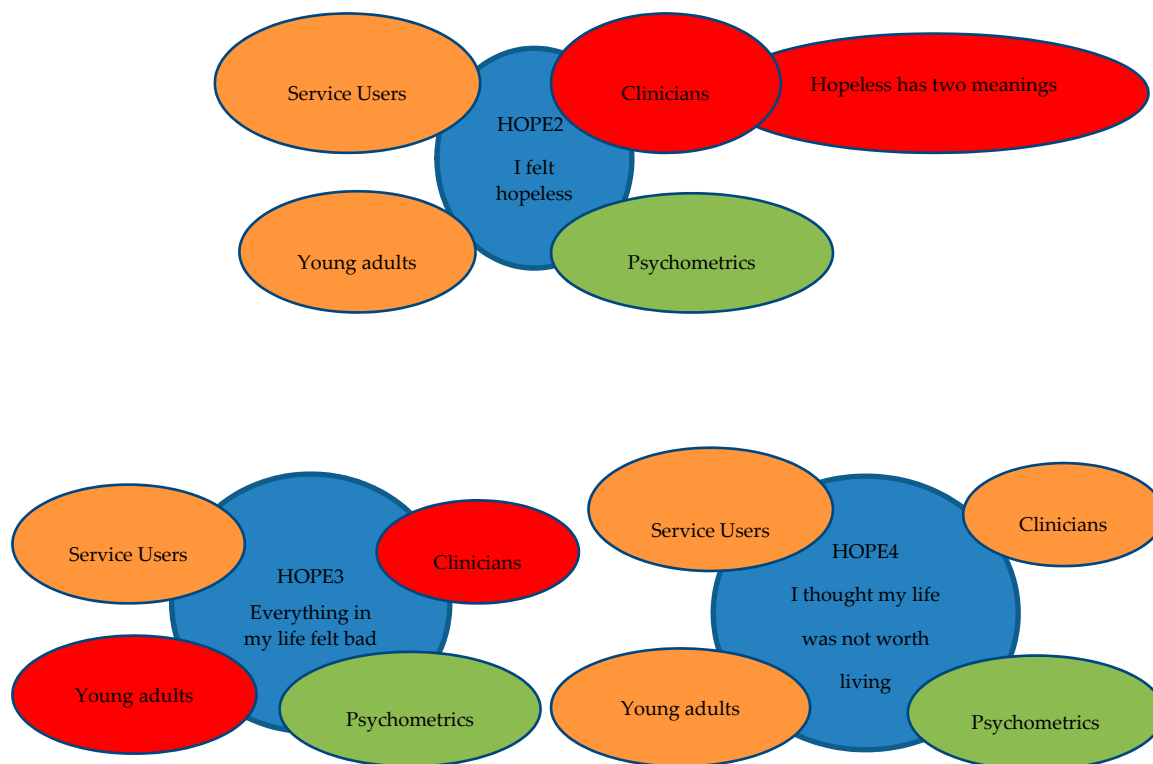 Service Users
Clinicians
Hopeless has two meanings
HOPE2
I felt
hopeless
Young adults
Psychometrics
Service Users
Clinicians
HOPE3
Everything in
my life felt bad
Young adults
Psychometrics
Service Users
Clinicians
HOPE4
I thought my life
was not worth
living
Young adults
Psychometrics